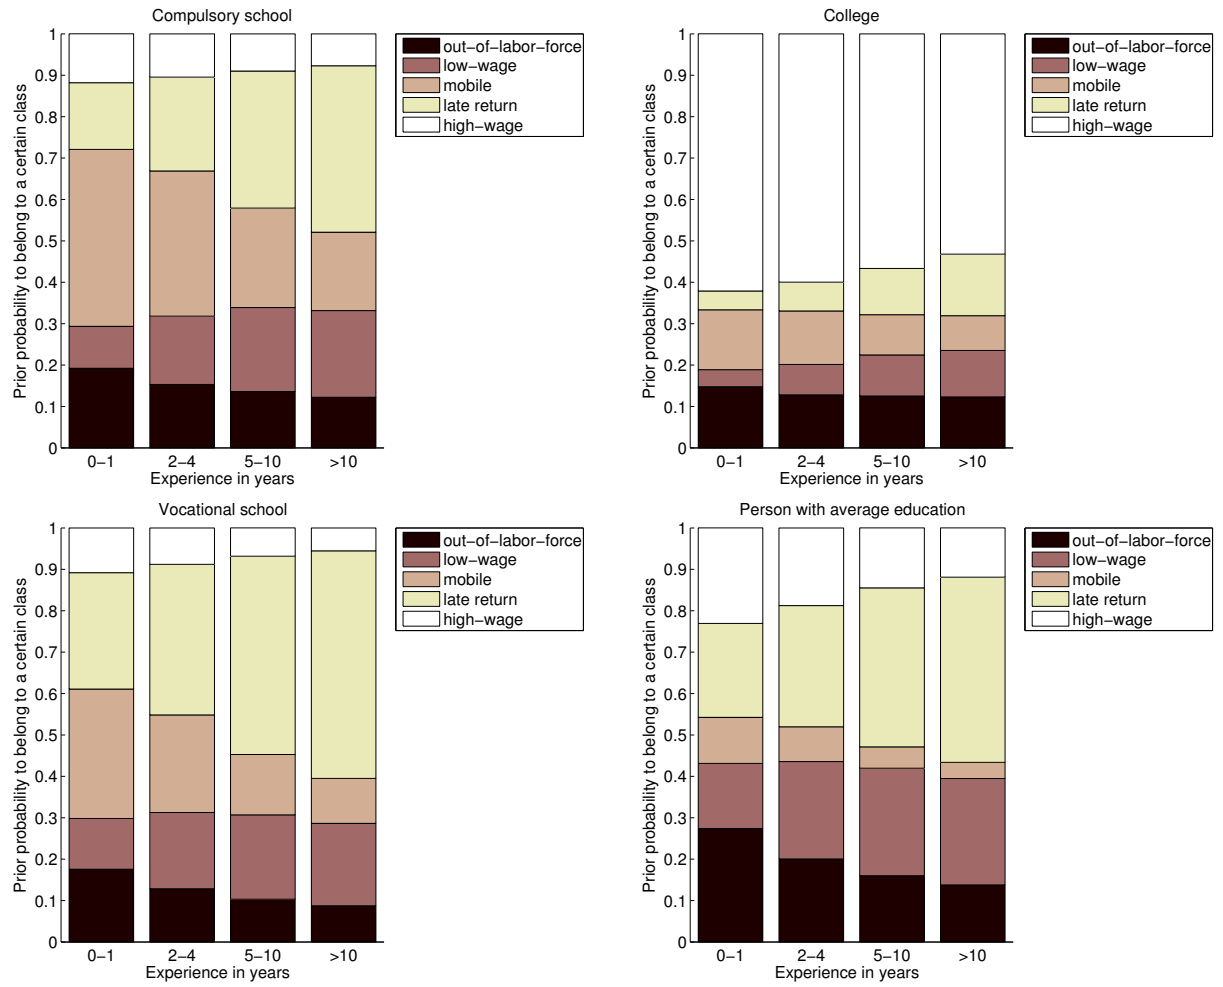 Compulsory school
Prior probability to belong to a certain class
1
0.9
0.8
0.7
0.6
0.5
0.4
0.3
0.2
0.1
0
0−1 2−4 5−10 >10
Experience in years
out−of−labor−force
low−wage
mobile
late return
high−wage
College
Prior probability to belong to a certain class
1
0.9
0.8
0.7
0.6
0.5
0.4
0.3
0.2
0.1
0
0−1 2−4 5−10 >10
Experience in years
out−of−labor−force
low−wage
mobile
late return
high−wage
Vocational school
Prior probability to belong to a certain class
1
0.9
0.8
0.7
0.6
0.5
0.4
0.3
0.2
0.1
0
0−1 2−4 5−10 >10
Experience in years
out−of−labor−force
low−wage
mobile
late return
high−wage
Person with average education
Prior probability to belong to a certain class
1
0.9
0.8
0.7
0.6
0.5
0.4
0.3
0.2
0.1
0
0−1 2−4 5−10 >10
Experience in years
out−of−labor−force
low−wage
mobile
late return
high−wage